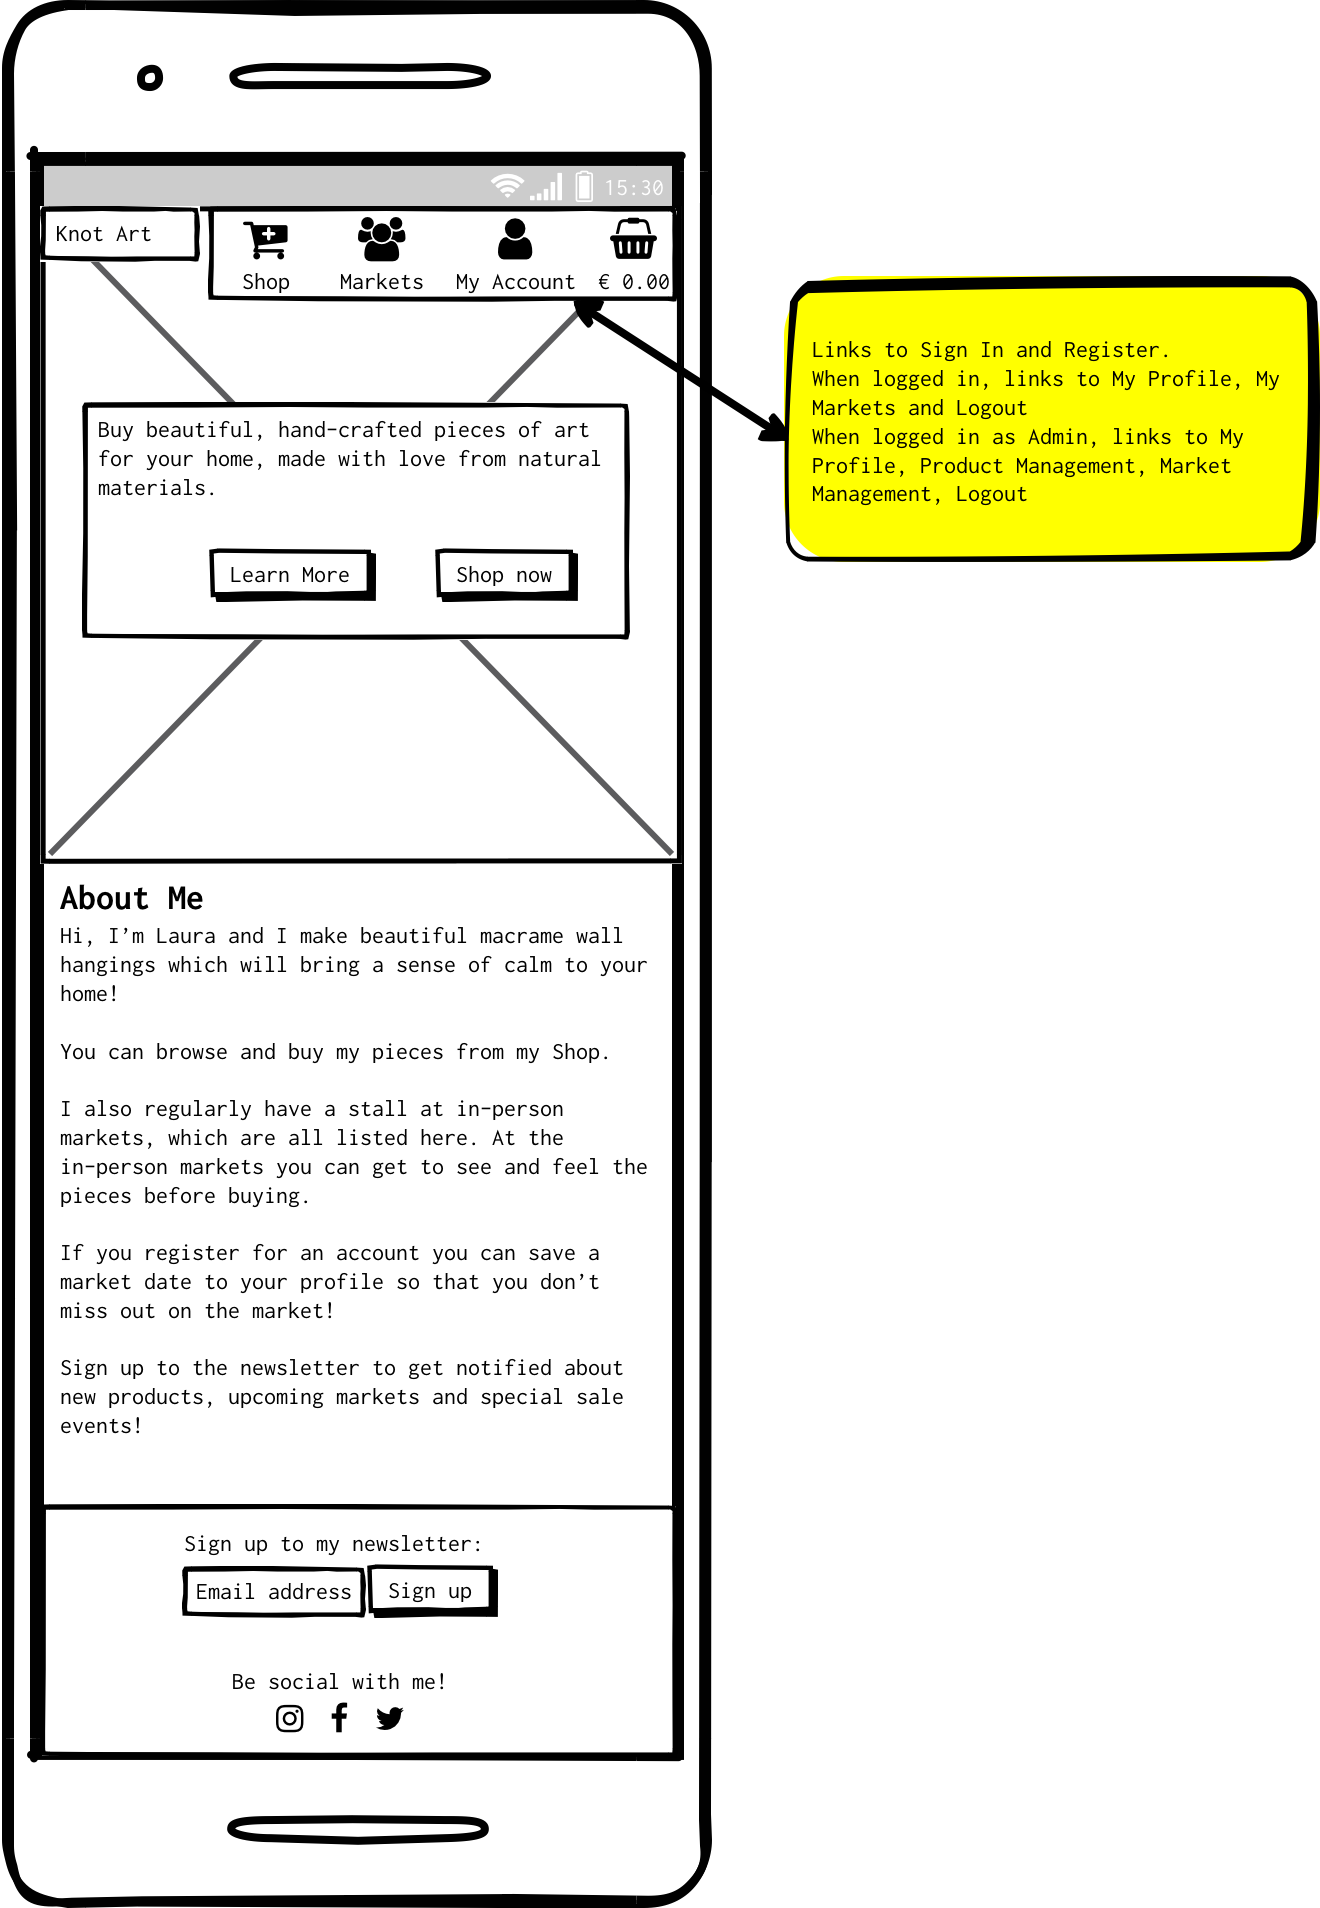 15:30
Knot Art
Shop
Markets
My Account
€ 0.00
Links to Sign In and Register.
When logged in, links to My Profile, My
Markets and Logout
When logged in as Admin, links to My
Profile, Product Management, Market
Management, Logout
Buy beautiful, hand-crafted pieces of art
for your home, made with love from natural
materials.
Learn More
Shop now
About Me
Hi, I’m Laura and I make beautiful macrame wall
hangings which will bring a sense of calm to your
home!
You can browse and buy my pieces from my Shop.
I also regularly have a stall at in-person
markets, which are all listed here. At the
in-person markets you can get to see and feel the
pieces before buying.
If you register for an account you can save a
market date to your profile so that you don’t
miss out on the market!
Sign up to the newsletter to get notified about
new products, upcoming markets and special sale
events!
Sign up to my newsletter:
Email address
Sign up
Be social with me!